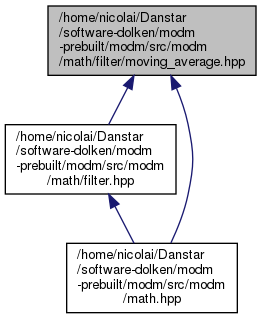 /home/nicolai/Danstar
/software-dolken/modm
-prebuilt/modm/src/modm
/math/filter/moving_average.hpp
/home/nicolai/Danstar
/software-dolken/modm
-prebuilt/modm/src/modm
/math/filter.hpp
/home/nicolai/Danstar
/software-dolken/modm
-prebuilt/modm/src/modm
/math.hpp